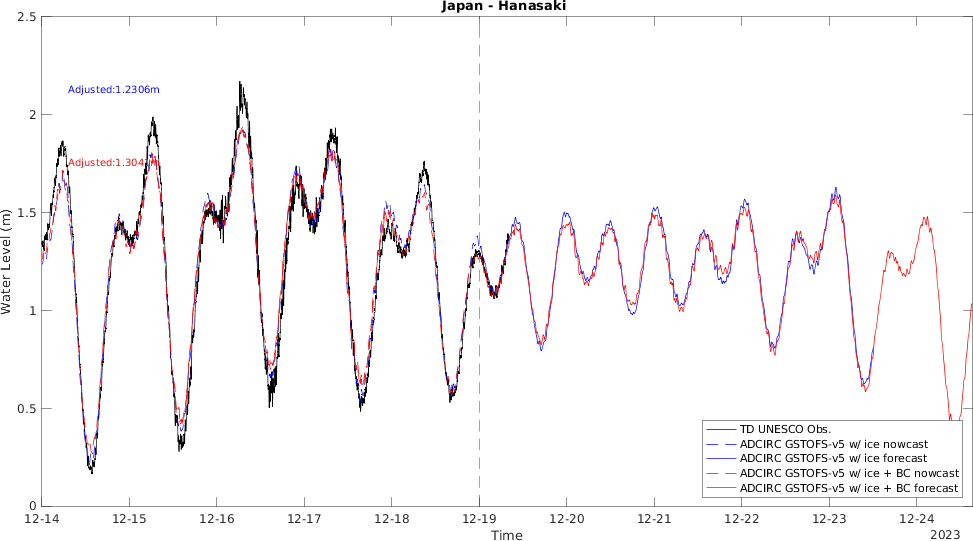 Japan - Hanasaki
2.5
2
1.5
1
0.5
0
Water Level (m)
Adjusted:1.2306m
Adjusted:1.304
12-14 12-15 12-16 12-17 12-18 12-19 12-20 12-21 12-22 12-23 12-24
Time
2023
TD UNESCO Obs.
ADCIRC GSTOFS-v5 w/ ice nowcast
ADCIRC GSTOFS-v5 w/ ice forecast
ADCIRC GSTOFS-v5 w/ ice + BC nowcast
ADCIRC GSTOFS-v5 w/ ice + BC forecast